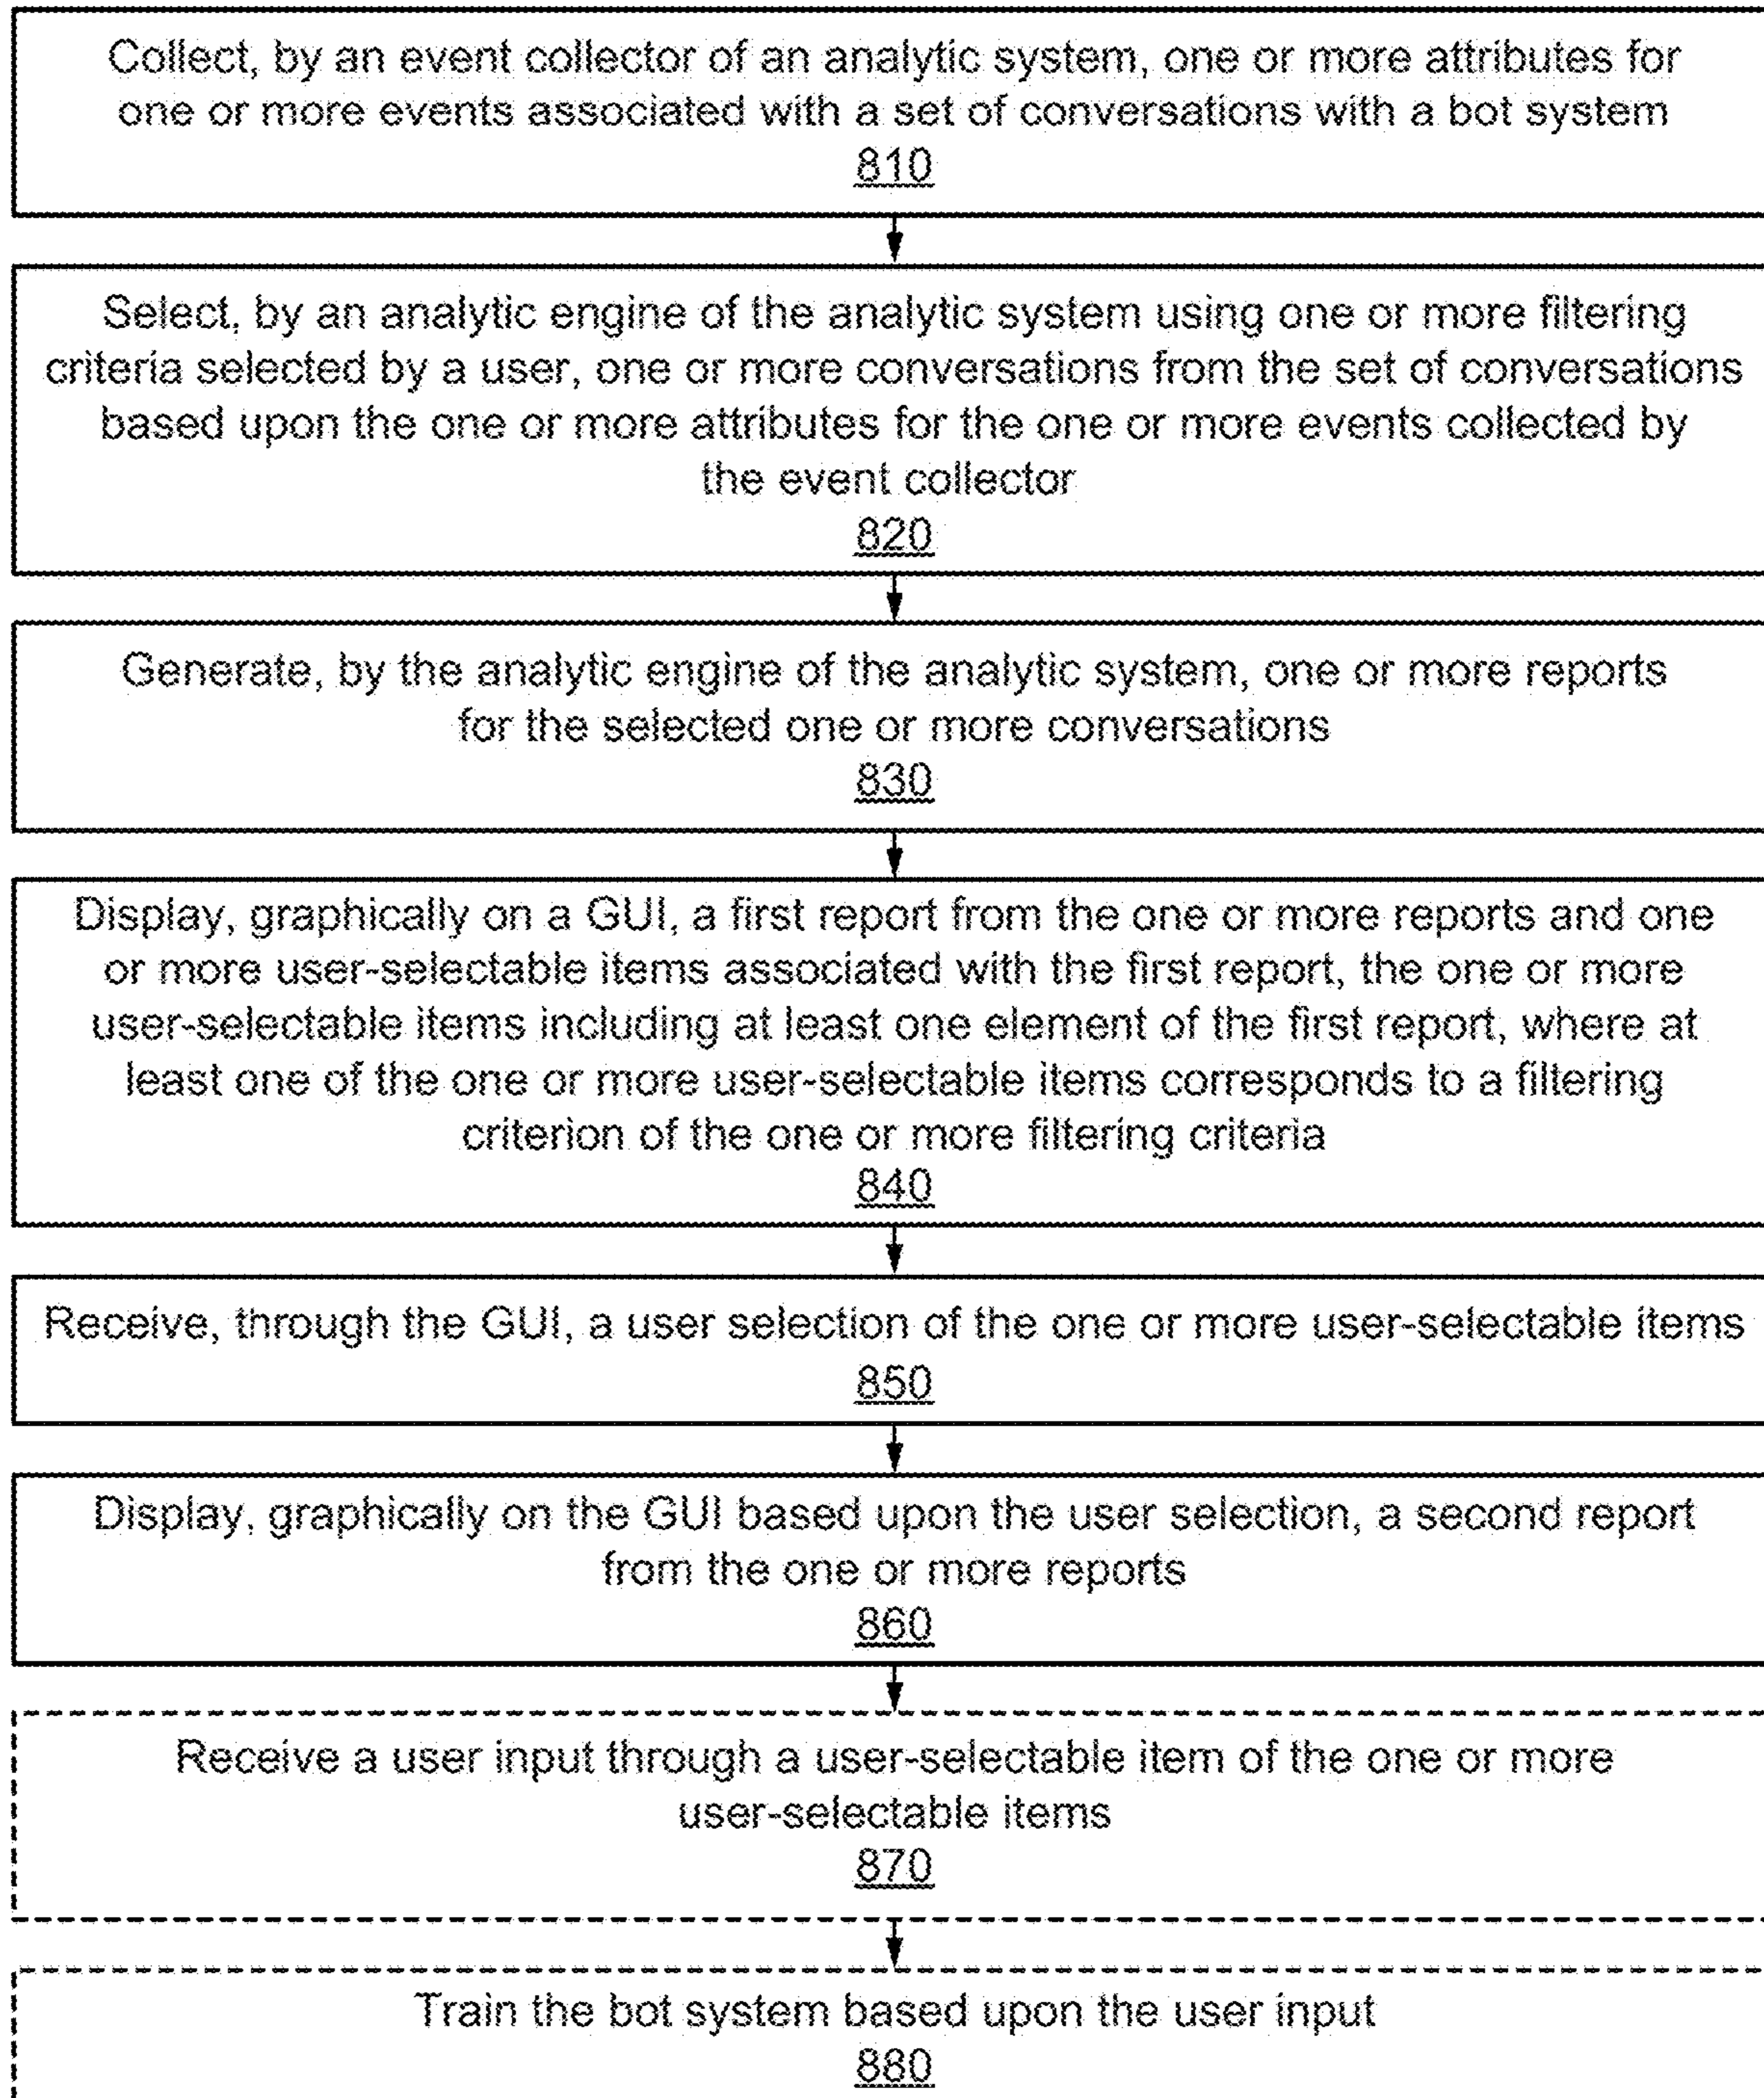 Collect, by an event collector of an analytic system, one or more attributes for
one or more events associated with a set of conversations with a bot system
810
Select, by an analytic engine of the analytic system using one or more filtering
criteria selected by a user, one or more conversations from the set of conversations
based upon the one or more attributes for the one or more events collected by
the event collector
820
Generate, by the analytic engine of the analytic system, one or more reports
for the selected one or more conversations
830
Display, graphically on a GUI, a first report from the one or more reports and one
or more user-selectable items associated with the first report, the one or more
user-selectable items including at least one element of the first report, where at
least one of the one or more user-selectable items corresponds to a filtering
criterion of the one or more filtering criteria
840
Receive, through the GUI, a user selection of the one or more user-selectable items
850
Display, graphically on the GUI based upon the user selection, a second report
from the one or more reports
860
Receive a user input through a user-selectable item of the one or more
user-selectable items
870
Train the bot system based upon the user input
880